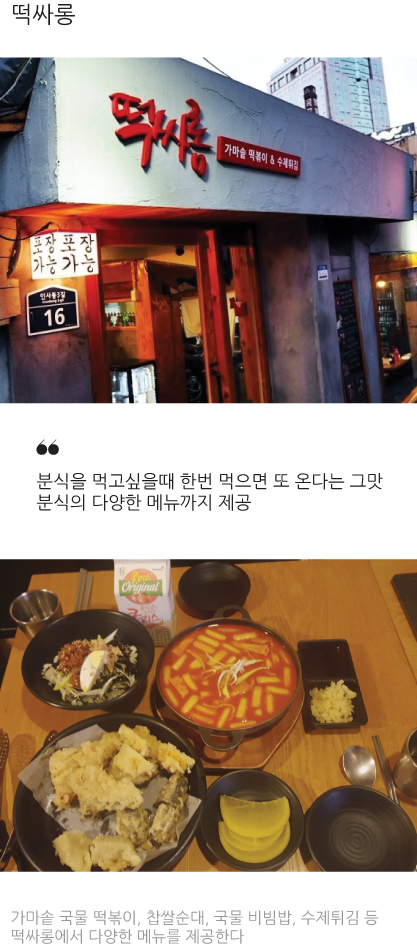 떡싸롱
떡싸롱
가마솥 떡볶이 & 수제튀김
포장 포장
가능 가능
인사동3길
16
분식을 먹고싶을때 한번 먹으면 또 온다는 그맛
분식의 다양한 메뉴까지 제공
Original
가마솥 국물 떡볶이, 찹쌀순대, 국물 비빔밥, 수제튀김 등
떡싸롱에서 다양한 메뉴를 제공한다